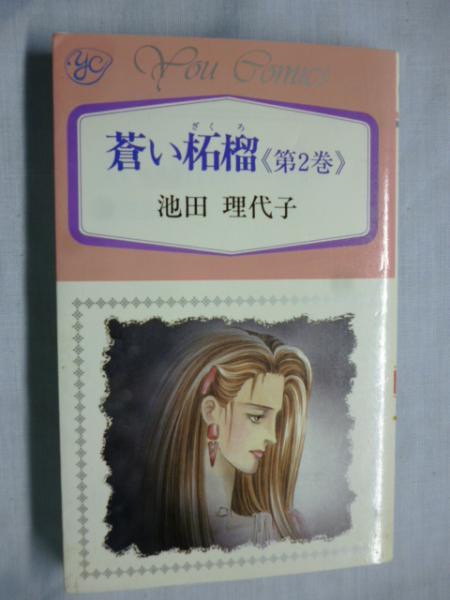 YC
You Comics
ざくろ
蒼い柘榴《第2巻》
池田 理代子